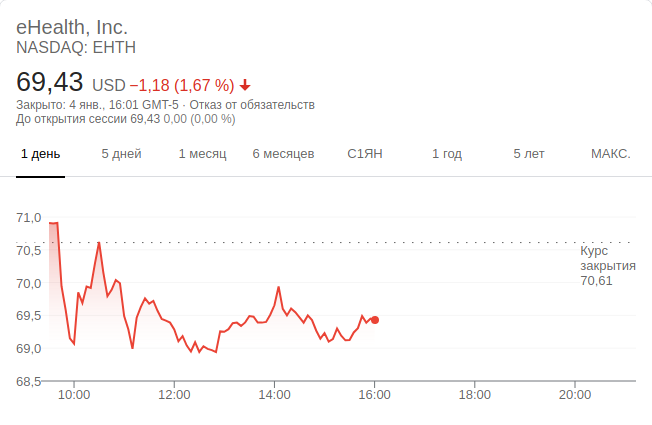 eHealth, Inc.
NASDAQ: EHTH
69,43 USD −1,18 (1,67 %)
Закрыто: 4 янв., 16:01 GMT-5 · Отказ от обязательств
До открытия сессии 69,43 0,00 (0,00 %)
1 день 5 дней 1 месяц 6 месяцев С1ЯН 1 год 5 лет МАКС.
71,0
70,5
70,0
69,5
69,0
68,5
Курс
закрытия
70,61
10:00 12:00 14:00 16:00 18:00 20:00